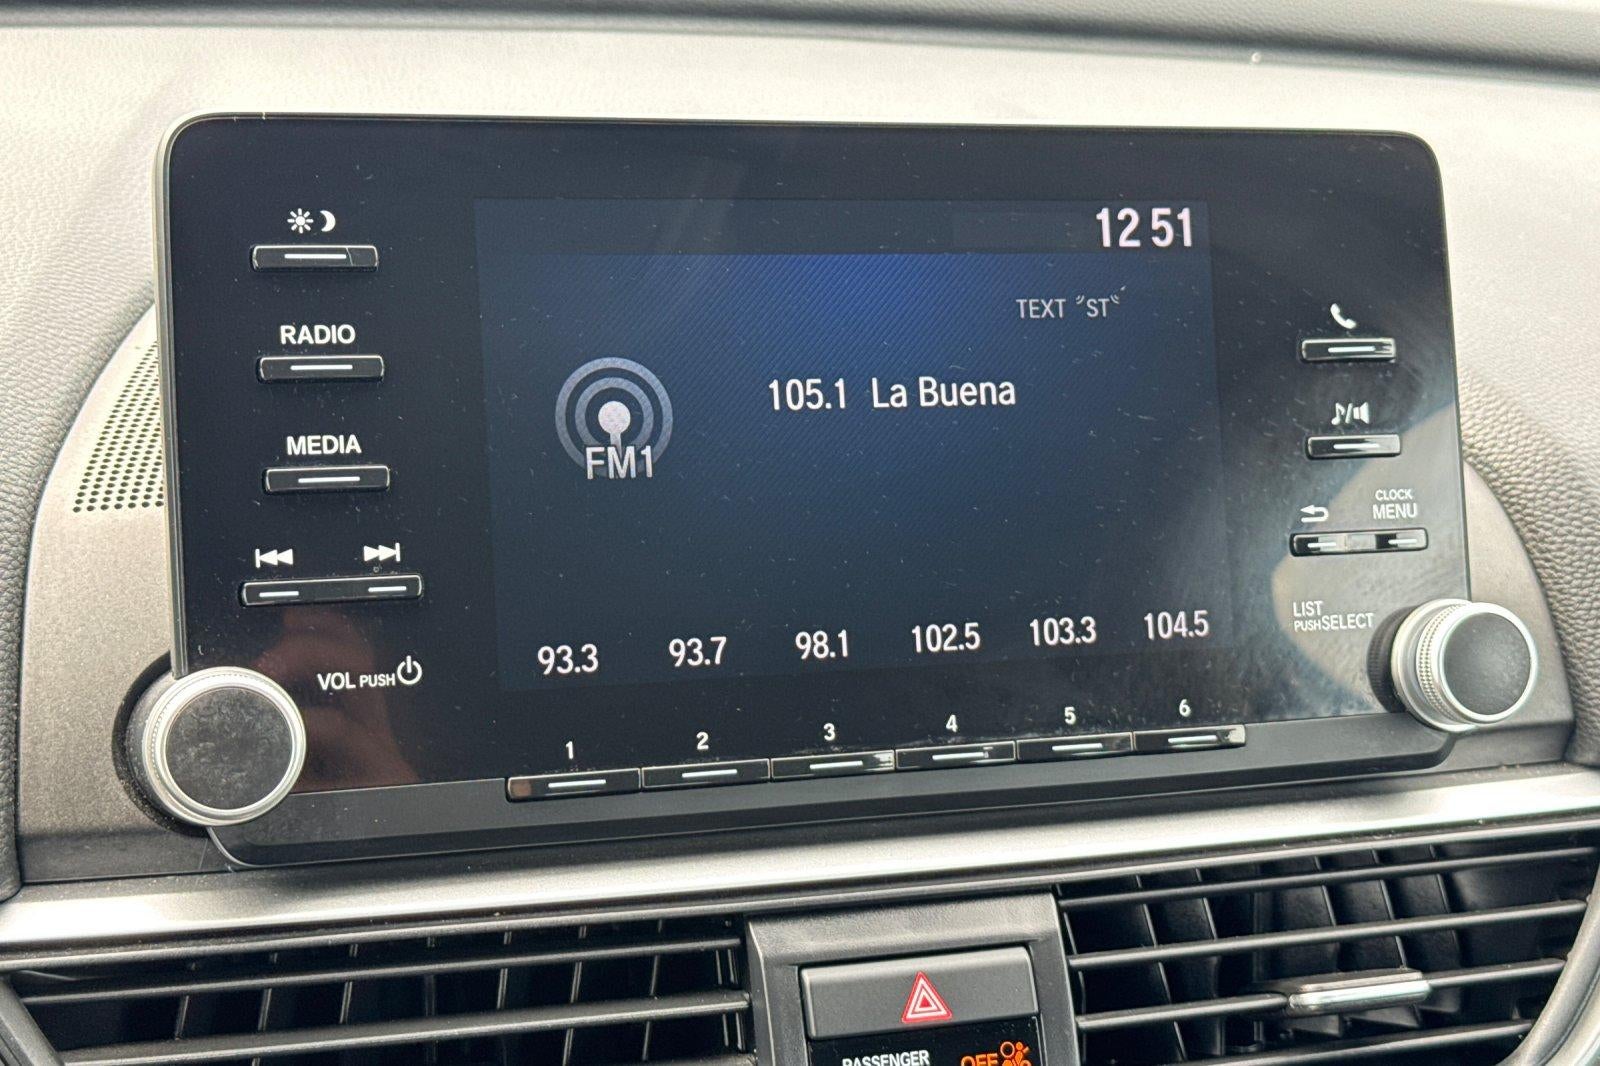 12 51
RADIO
TEXT "ST"
105.1 La Buena
FM1
MEDIA
CLOCK
MENU
LIST
PUSH SELECT
93.3 93.7 98.1 102.5 103.3 104.5
VOL PUSH
1 2 3 4 5 6
PASSENGER OFF